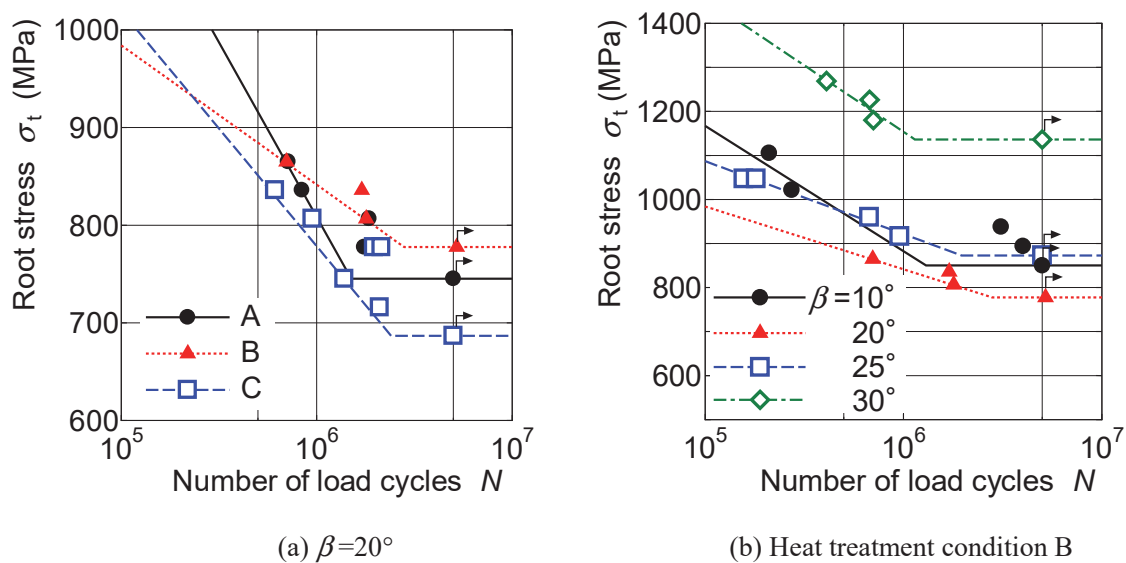 1000
900
800
700
600
Root stress σt (MPa)
A
B
C
10^5
10^6
10^7
Number of load cycles N
(a) β=20°
1400
1200
1000
800
600
Root stress σt (MPa)
β=10°
20°
25°
30°
10^5
10^6
10^7
Number of load cycles N
(b) Heat treatment condition B